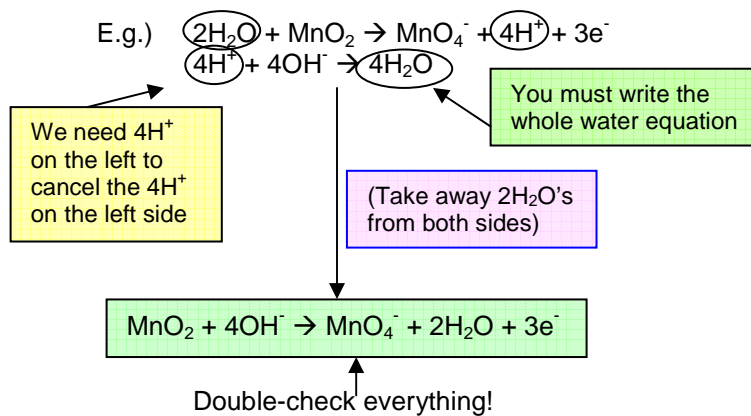 E.g.) 2H₂O + MnO₂ → MnO₄⁻ + 4H⁺ + 3e⁻
4H⁺ + 4OH⁻ → 4H₂O
We need 4H⁺
on the left to
cancel the 4H⁺
on the left side
You must write the
whole water equation
(Take away 2H₂O's
from both sides)
MnO₂ + 4OH⁻ → MnO₄⁻ + 2H₂O + 3e⁻
Double-check everything!